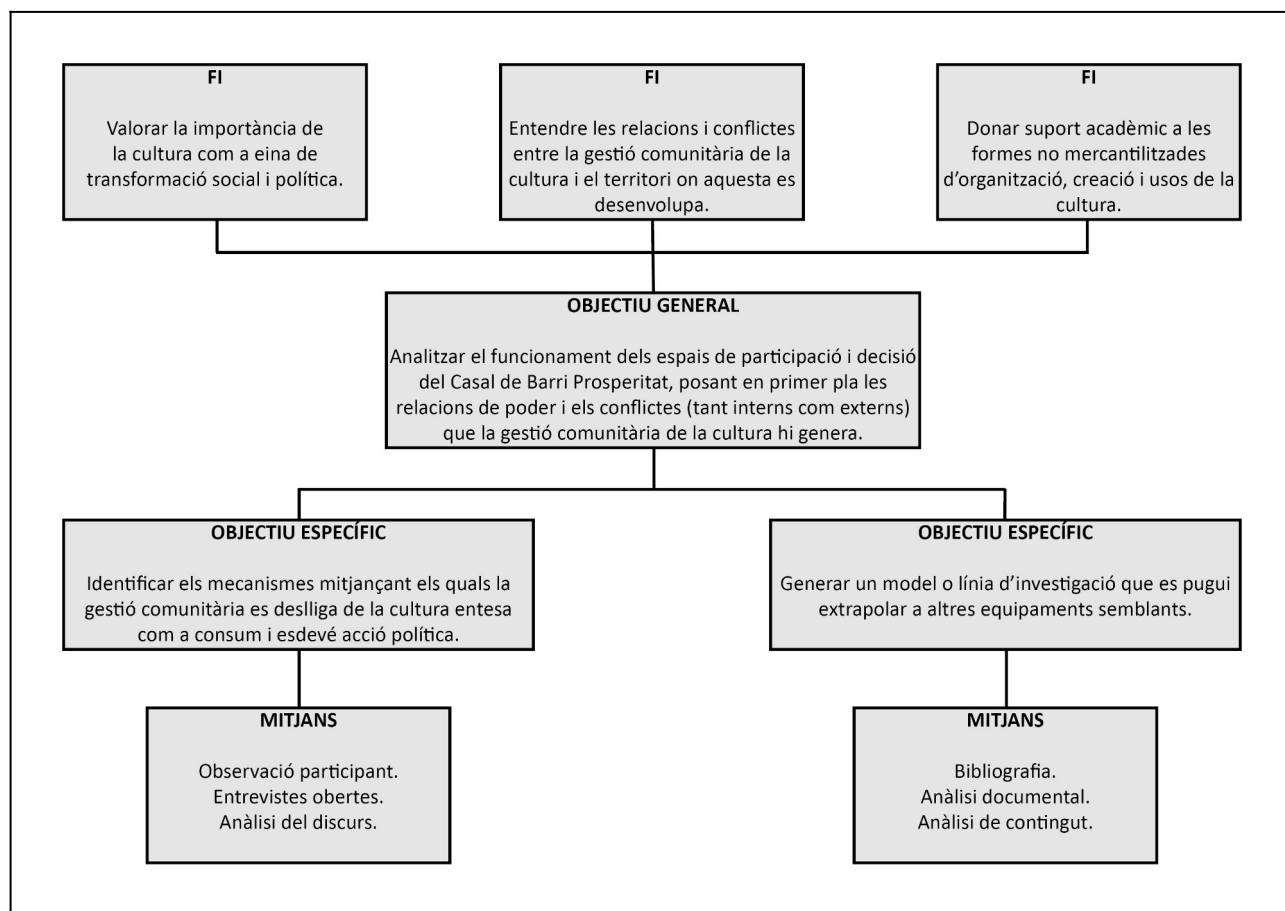 FI
Valorar la importància de
la cultura com a eina de
transformació social i política.
FI
Entendre les relacions i conflictes
entre la gestió comunitària de la
cultura i el territori on aquesta es
desenvolupa.
FI
Donar suport acadèmic a les
formes no mercantilitzades
d’organització, creació i usos de la
cultura.
OBJECTIU GENERAL
Analitzar el funcionament dels espais de participació i decisió
del Casal de Barri Prosperitat, posant en primer pla les
relacions de poder i els conflictes (tant interns com externs)
que la gestió comunitària de la cultura hi genera.
OBJECTIU ESPECÍFIC
Identificar els mecanismes mitjançant els quals la
gestió comunitària es deslliga de la cultura entesa
com a consum i esdevé acció política.
OBJECTIU ESPECÍFIC
Generar un model o línia d’investigació que es pugui
extrapolar a altres equipaments semblants.
MITJANS
Observació participant.
Entrevistes obertes.
Anàlisi del discurs.
MITJANS
Bibliografia.
Anàlisi documental.
Anàlisi de contingut.